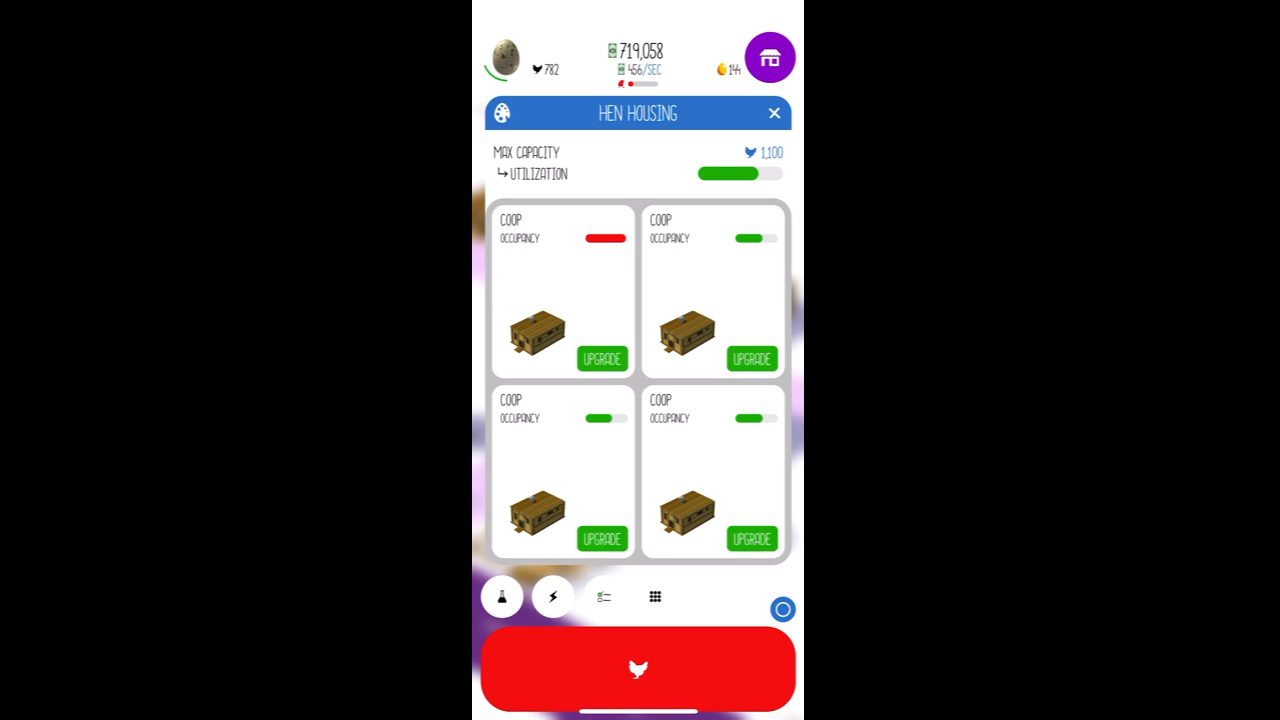 719,058
782
456/SEC
144
HEN HOUSING
MAX CAPACITY
1,100
UTILIZATION
COOP
OCCUPANCY
UPGRADE
COOP
OCCUPANCY
UPGRADE
COOP
OCCUPANCY
UPGRADE
COOP
OCCUPANCY
UPGRADE